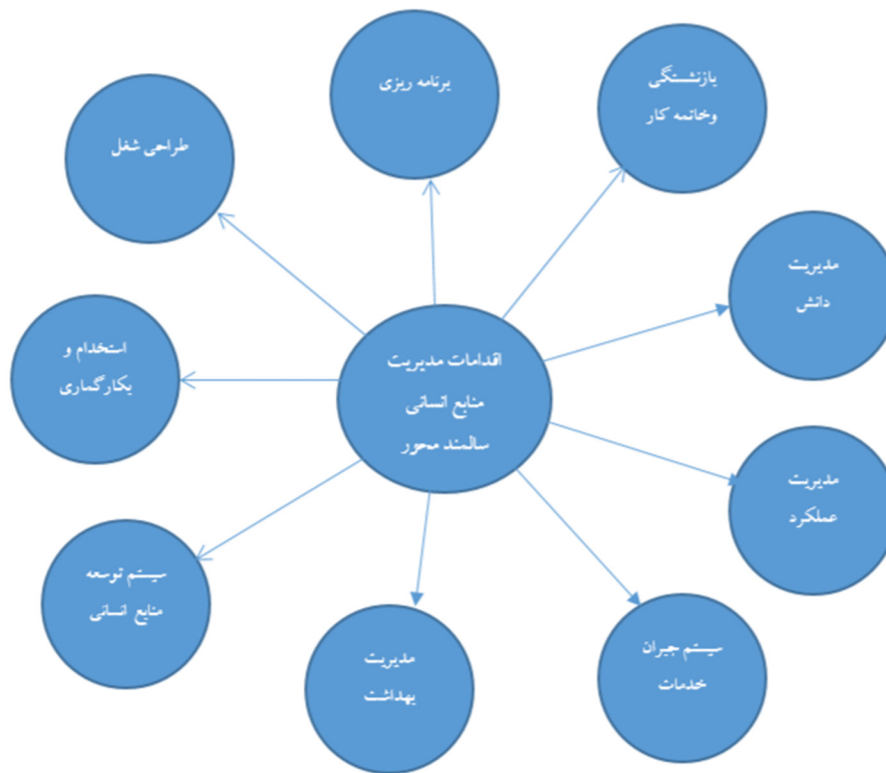 برنامه ریزی
بازنشستگی
وخاتمه کار
طراحی شغل
مدیریت
دانش
استخدام و
بکارگماری
اقدامات مدیریت
منابع انسانی
سالمند محور
مدیریت
عملکرد
سیستم توسعه
منابع انسانی
سیستم جبران
خدمات
مدیریت
بهداشت